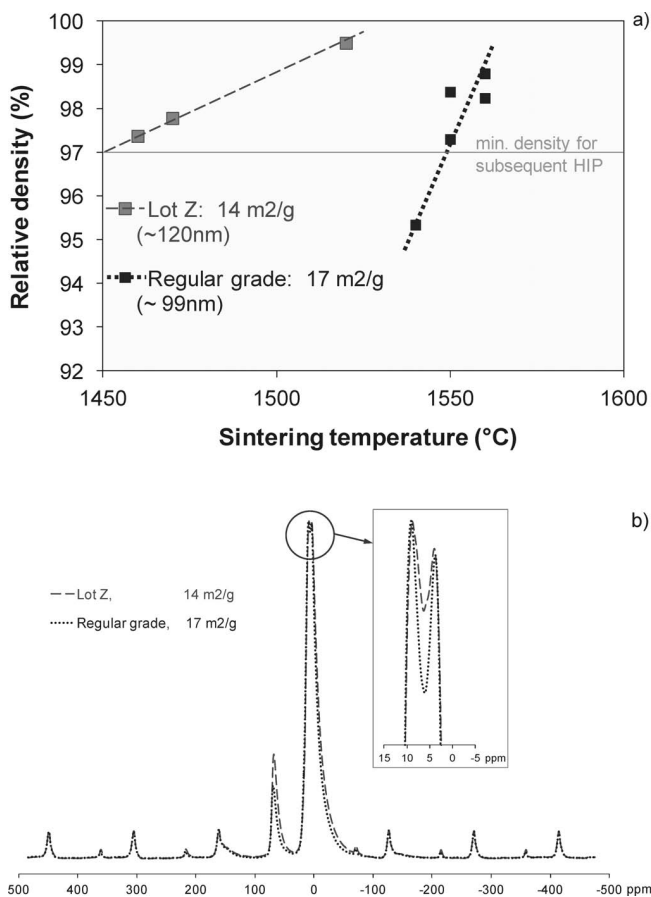 a)
100
99
98
97
96
95
94
93
92
Relative density (%)
min. density for
subsequent HIP
Lot Z: 14 m2/g
(~120nm)
Regular grade: 17 m2/g
(~ 99nm)
1450 1500 1550 1600
Sintering temperature (°C)
b)
Lot Z, 14 m2/g
Regular grade, 17 m2/g
15 10 5 0 -5 ppm
500 400 300 200 100 0 -100 -200 -300 -400 -500 ppm